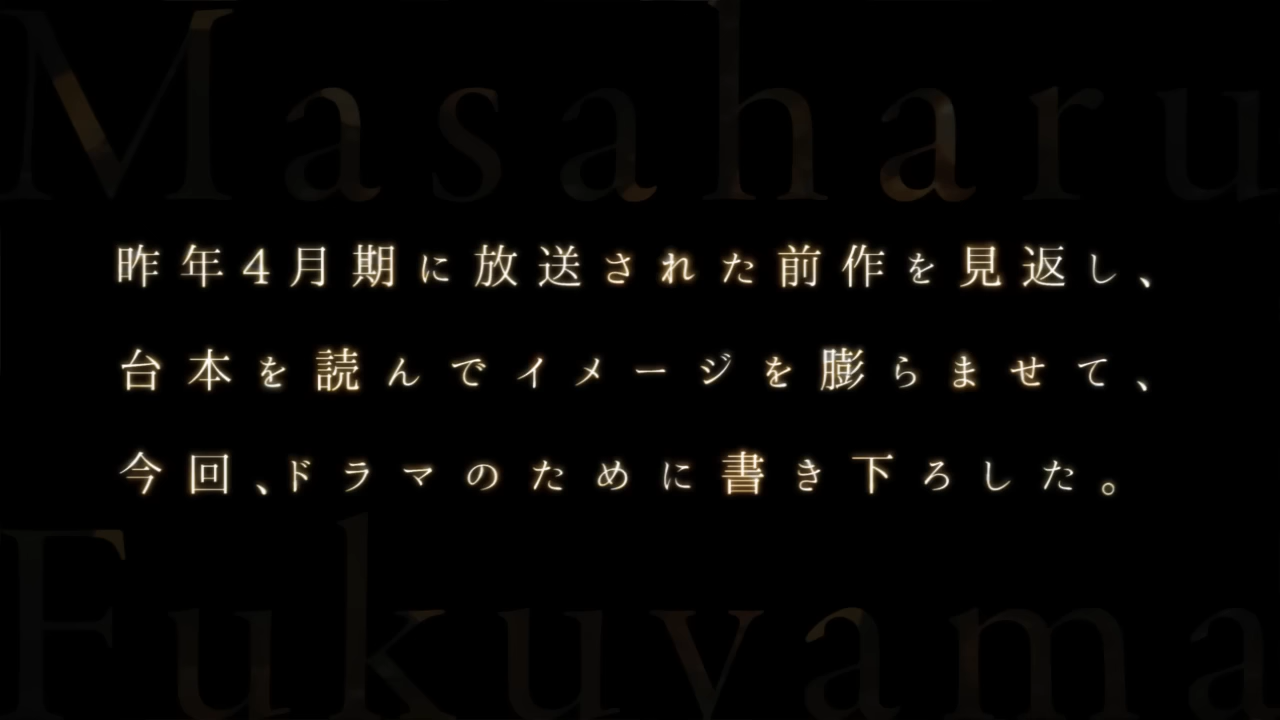 Masaharu
昨年4月期に放送された前作を見返し、
台本を読んでイメージを膨らませて、
今回、ドラマのために書き下ろした。
Fukuyama